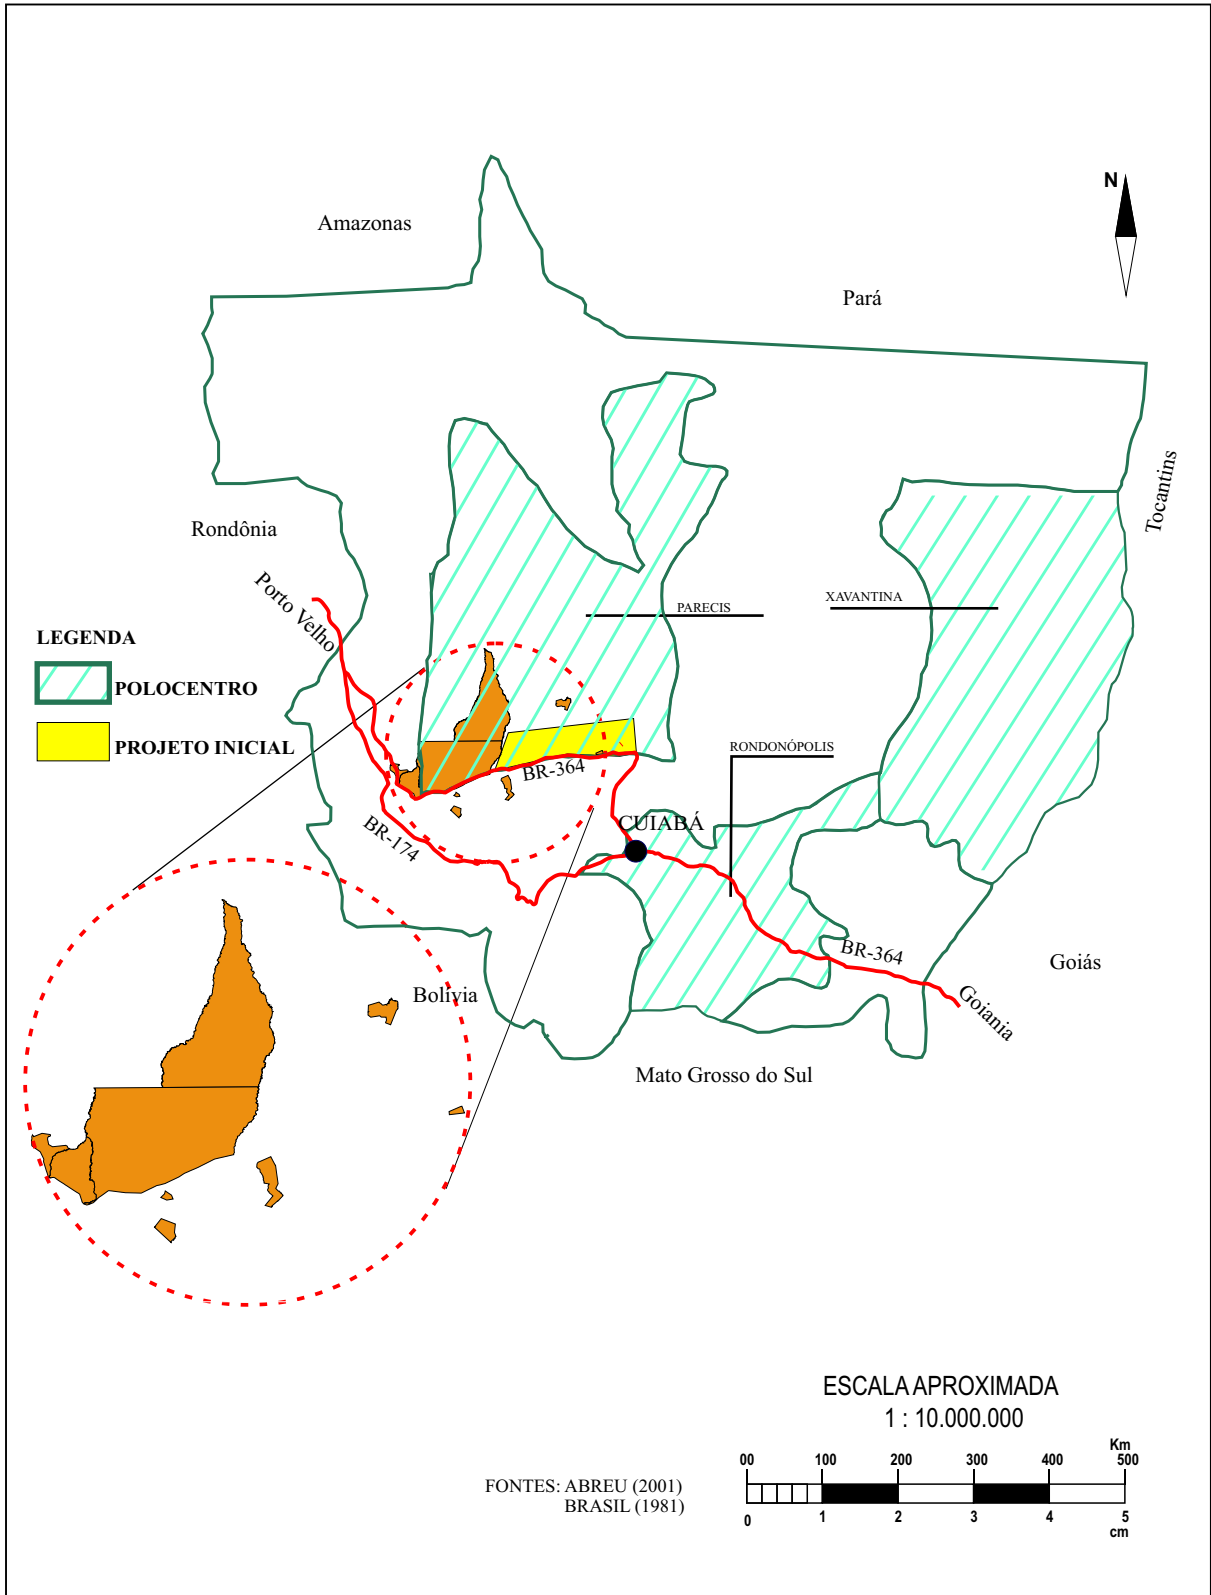 N
Amazonas
Pará
Tocantins
Rondônia
Porto Velho
XAVANTINA
PARECIS
LEGENDA
POLOCENTRO
PROJETO INICIAL
RONDONÓPOLIS
BR-364
CUIABÁ
BR-174
BR-364
Goiás
Bolívia
Goiania
Mato Grosso do Sul
ESCALA APROXIMADA
1 : 10.000.000
Km
00 100 200 300 400 500
0 1 2 3 4 5
cm
FONTES: ABREU (2001)
BRASIL (1981)